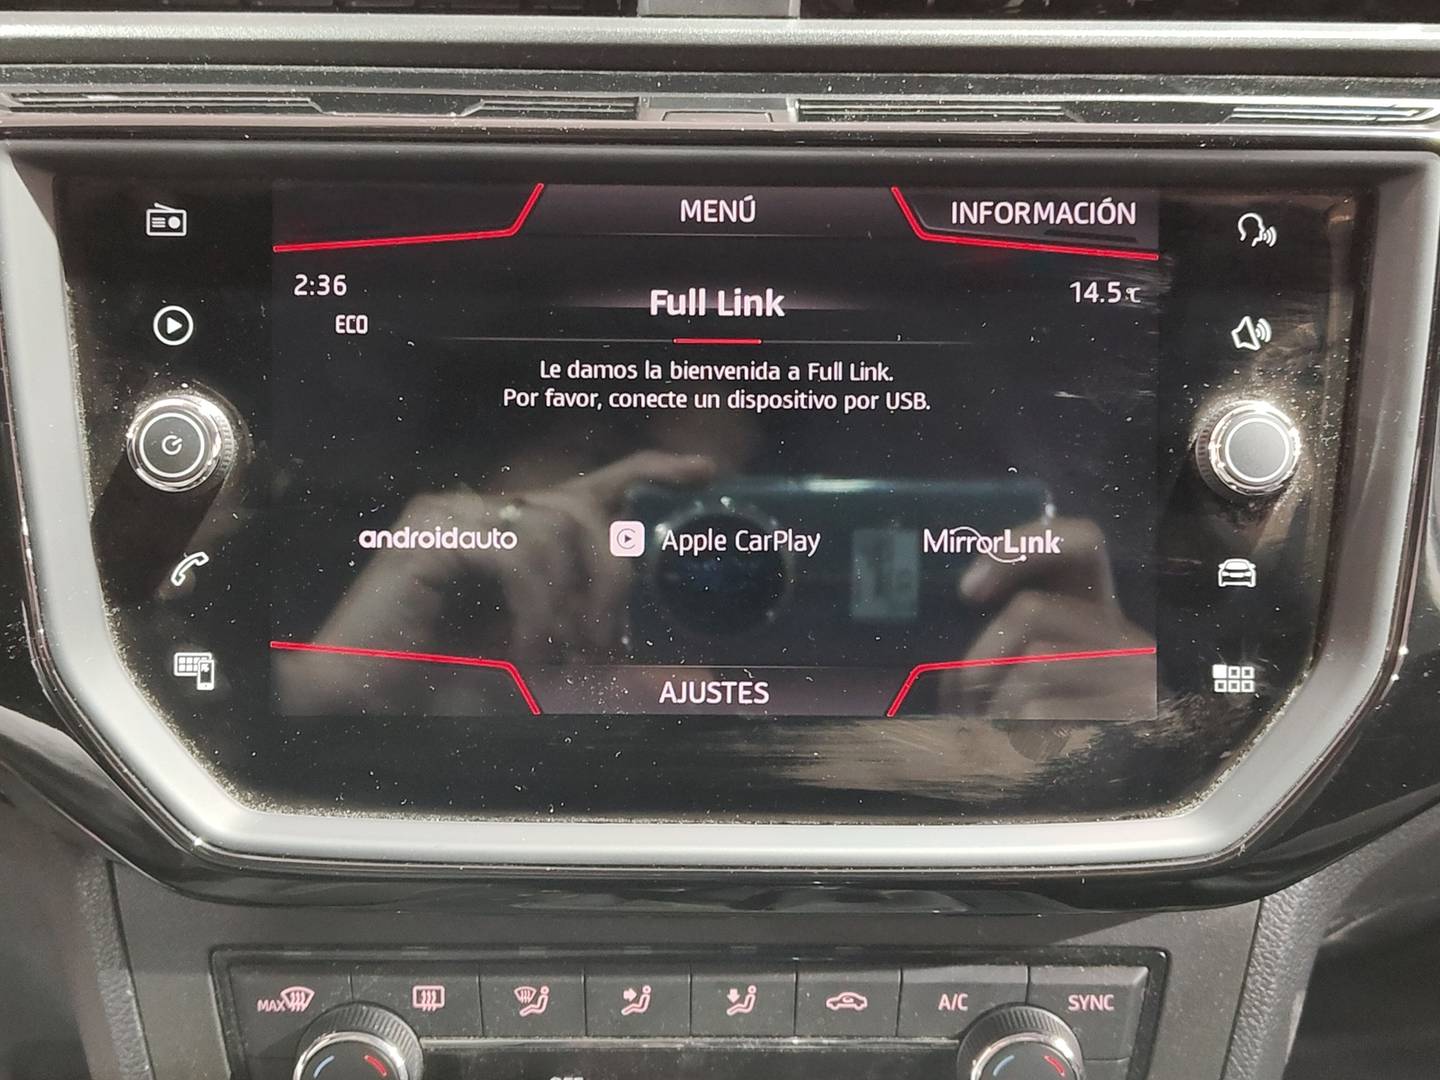 MENÚ
INFORMACIÓN
2:36
14.5°C
ECO
Full Link
Le damos la bienvenida a Full Link.
Por favor, conecte un dispositivo por USB.
androidauto
Apple CarPlay
MirrorLink
AJUSTES
MAX
A/C
SYNC